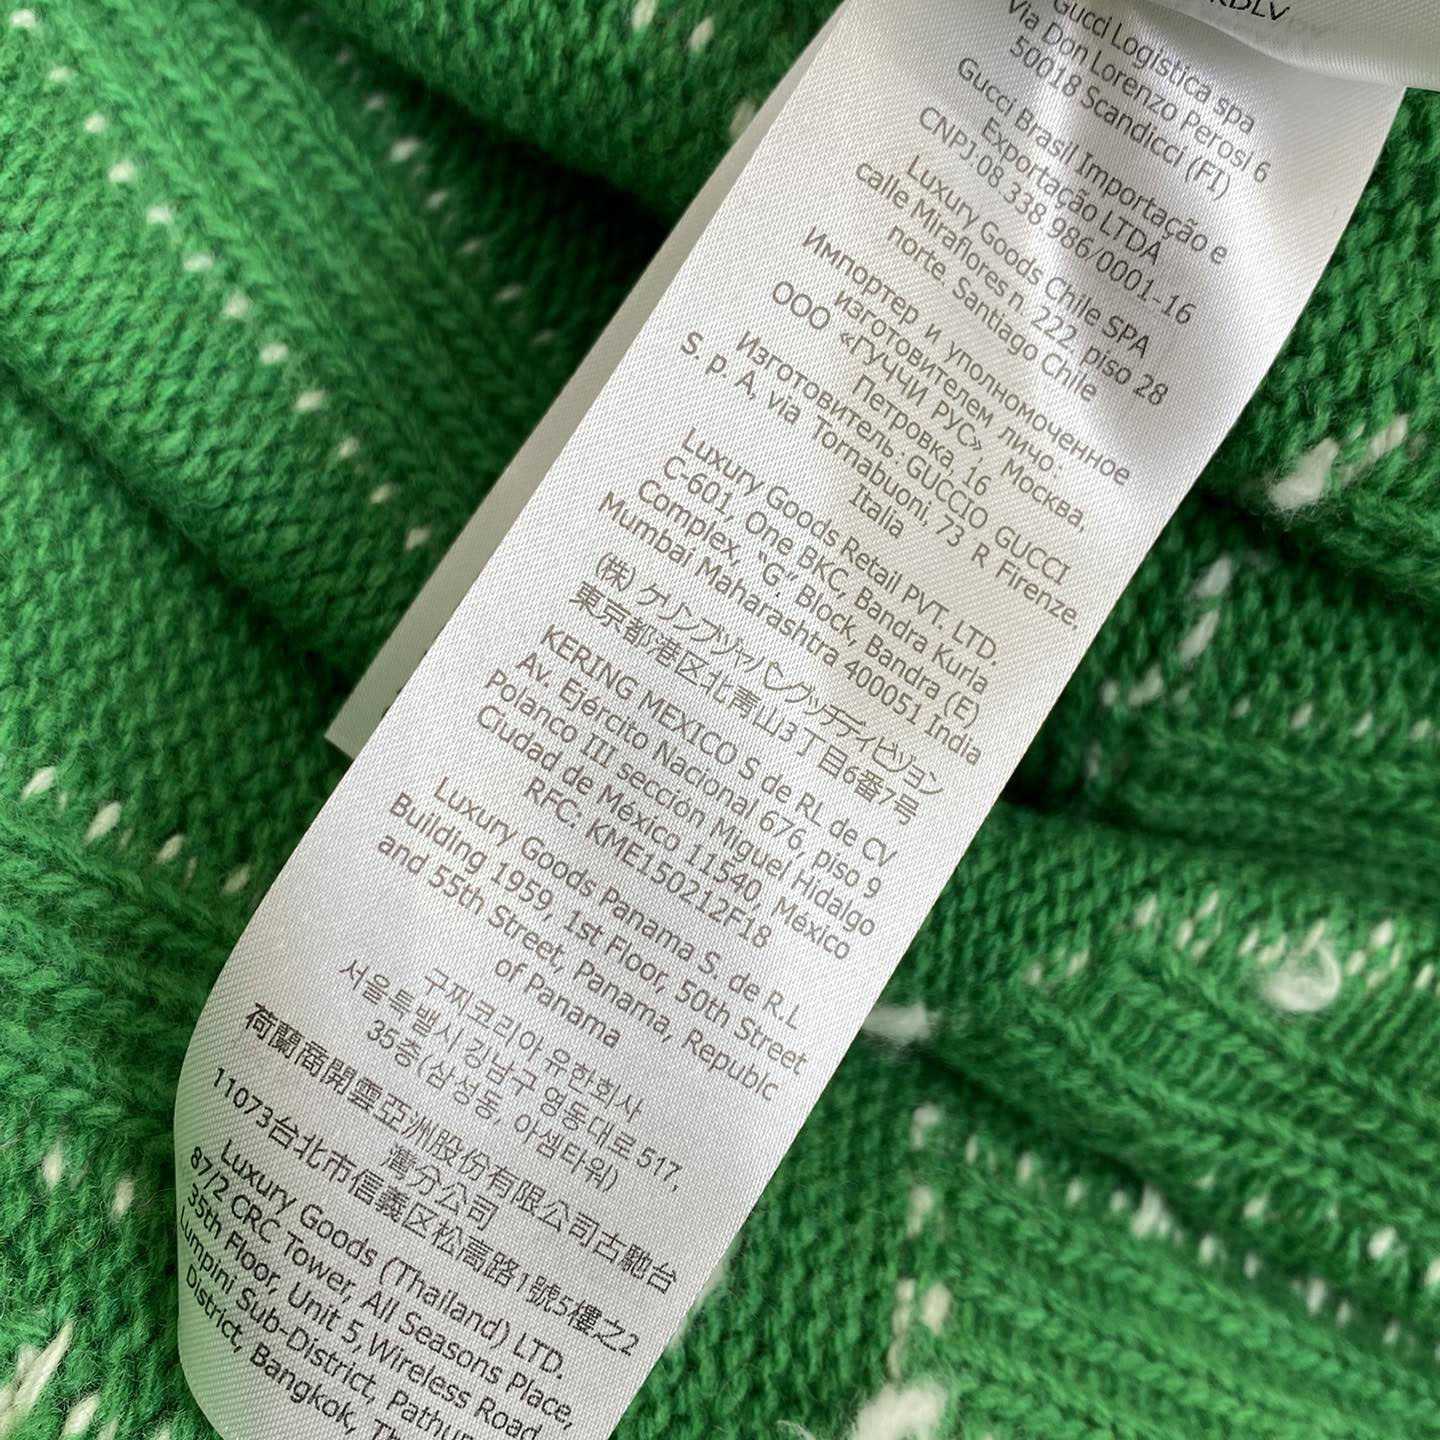 Gucci Logistica spa
Via Don Lorenzo Perosi 6
50018 Scandicci (FI)
Gucci Brasil Importação e
Exportação LTDA
CNPJ:08.338.986/0001-16
Luxury Goods Chile SPA
calle Miraflores n. 222, piso 28
norte. Santiago Chile
Импортер и уполномоченное
изготовителем лицо:
ООО «ГУЧЧИ РУС», Москва,
Петровка, 16
Изготовитель: GUCCIO GUCCI
S. p. A, via Tornabuoni, 73 R Firenze.
Italia
Luxury Goods Retail PVT. LTD.
C-601, One BKC, Bandra Kurla
Complex, "G" Block, Bandra (E)
Mumbai Maharashtra 400051 India
(株) ケリングジャパングッチディビジョン
東京都港区北青山3丁目6番7号
KERING MEXICO S de RL de CV
Av. Ejército Nacional 676, piso 9
Polanco III sección Miguel Hidalgo
Ciudad de México 11540, México
RFC: KME150212F18
Luxury Goods Panama S. de R.L
Building 1959, 1st Floor, 50th Street
and 55th Street, Panama, Republic
of Panama
구찌코리아 유한회사
서울특별시 강남구 영동대로 517,
35층(삼성동, 아셈타워)
荷蘭商開雲亞洲股份有限公司古馳台
灣分公司
11073台北市信義区松高路1號5樓之2
Luxury Goods (Thailand) LTD.
87/2 CRC Tower, All Seasons Place,
35th Floor, Unit 5, Wireless Road
Lumpini Sub-District, Pathum
District, Bangkok,